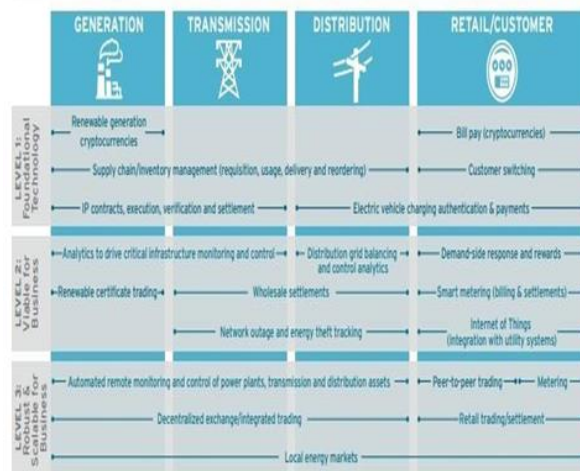 GENERATION
TRANSMISSION
DISTRIBUTION
RETAIL/CUSTOMER
LEVEL 1:
Foundational
Technology
Renewable generation
cryptocurrencies
Bill pay (cryptocurrencies)
Supply chain/inventory management (requisition, usage, delivery and reordering)
Customer switching
IP contracts, execution, verification and settlement
Electric vehicle charging authentication & payments
LEVEL 2:
Viable for
Business
Analytics to drive critical infrastructure monitoring and control
Distribution grid balancing
and control analytics
Demand-side response and rewards
Renewable certificate trading
Wholesale settlements
Smart metering (billing & settlements)
Network outage and energy theft tracking
Internet of Things
(integration with utility systems)
LEVEL 3:
Robust &
Scalable for
Business
Automated remote monitoring and control of power plants, transmission and distribution assets
Peer-to-peer trading
Metering
Decentralized exchange/integrated trading
Retail trading/settlement
Local energy markets